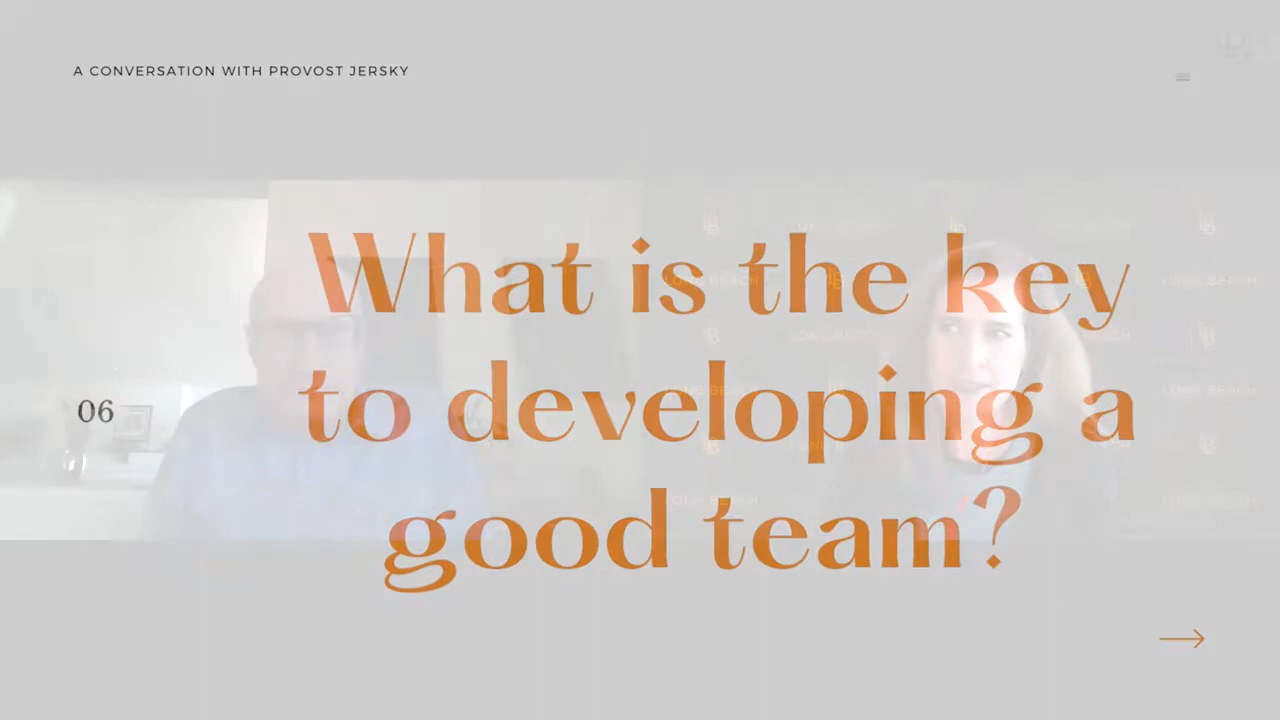 A CONVERSATION WITH PROVOST JERSKY
What is the key
06
to developing a
good team?